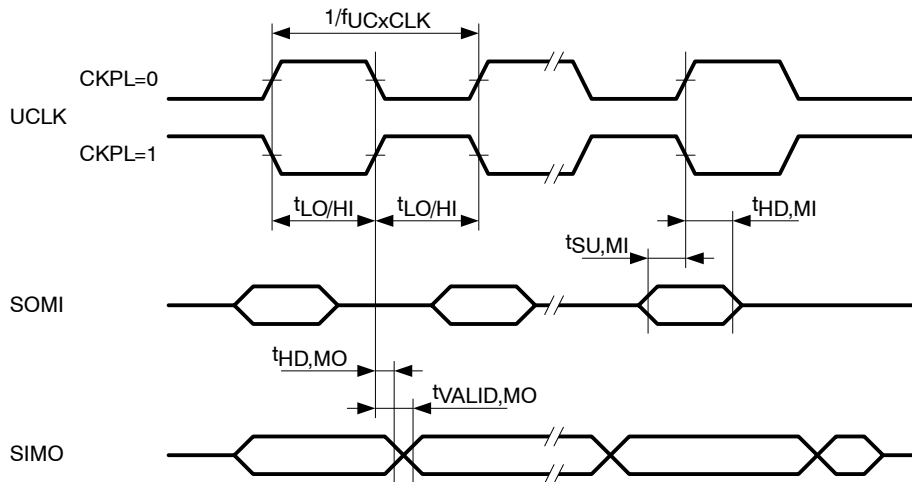 1/fUCxCLK
CKPL=0
UCLK
CKPL=1
tLO/HI tLO/HI
tHD,MI
tSU,MI
SOMI
tHD,MO
tVALID,MO
SIMO